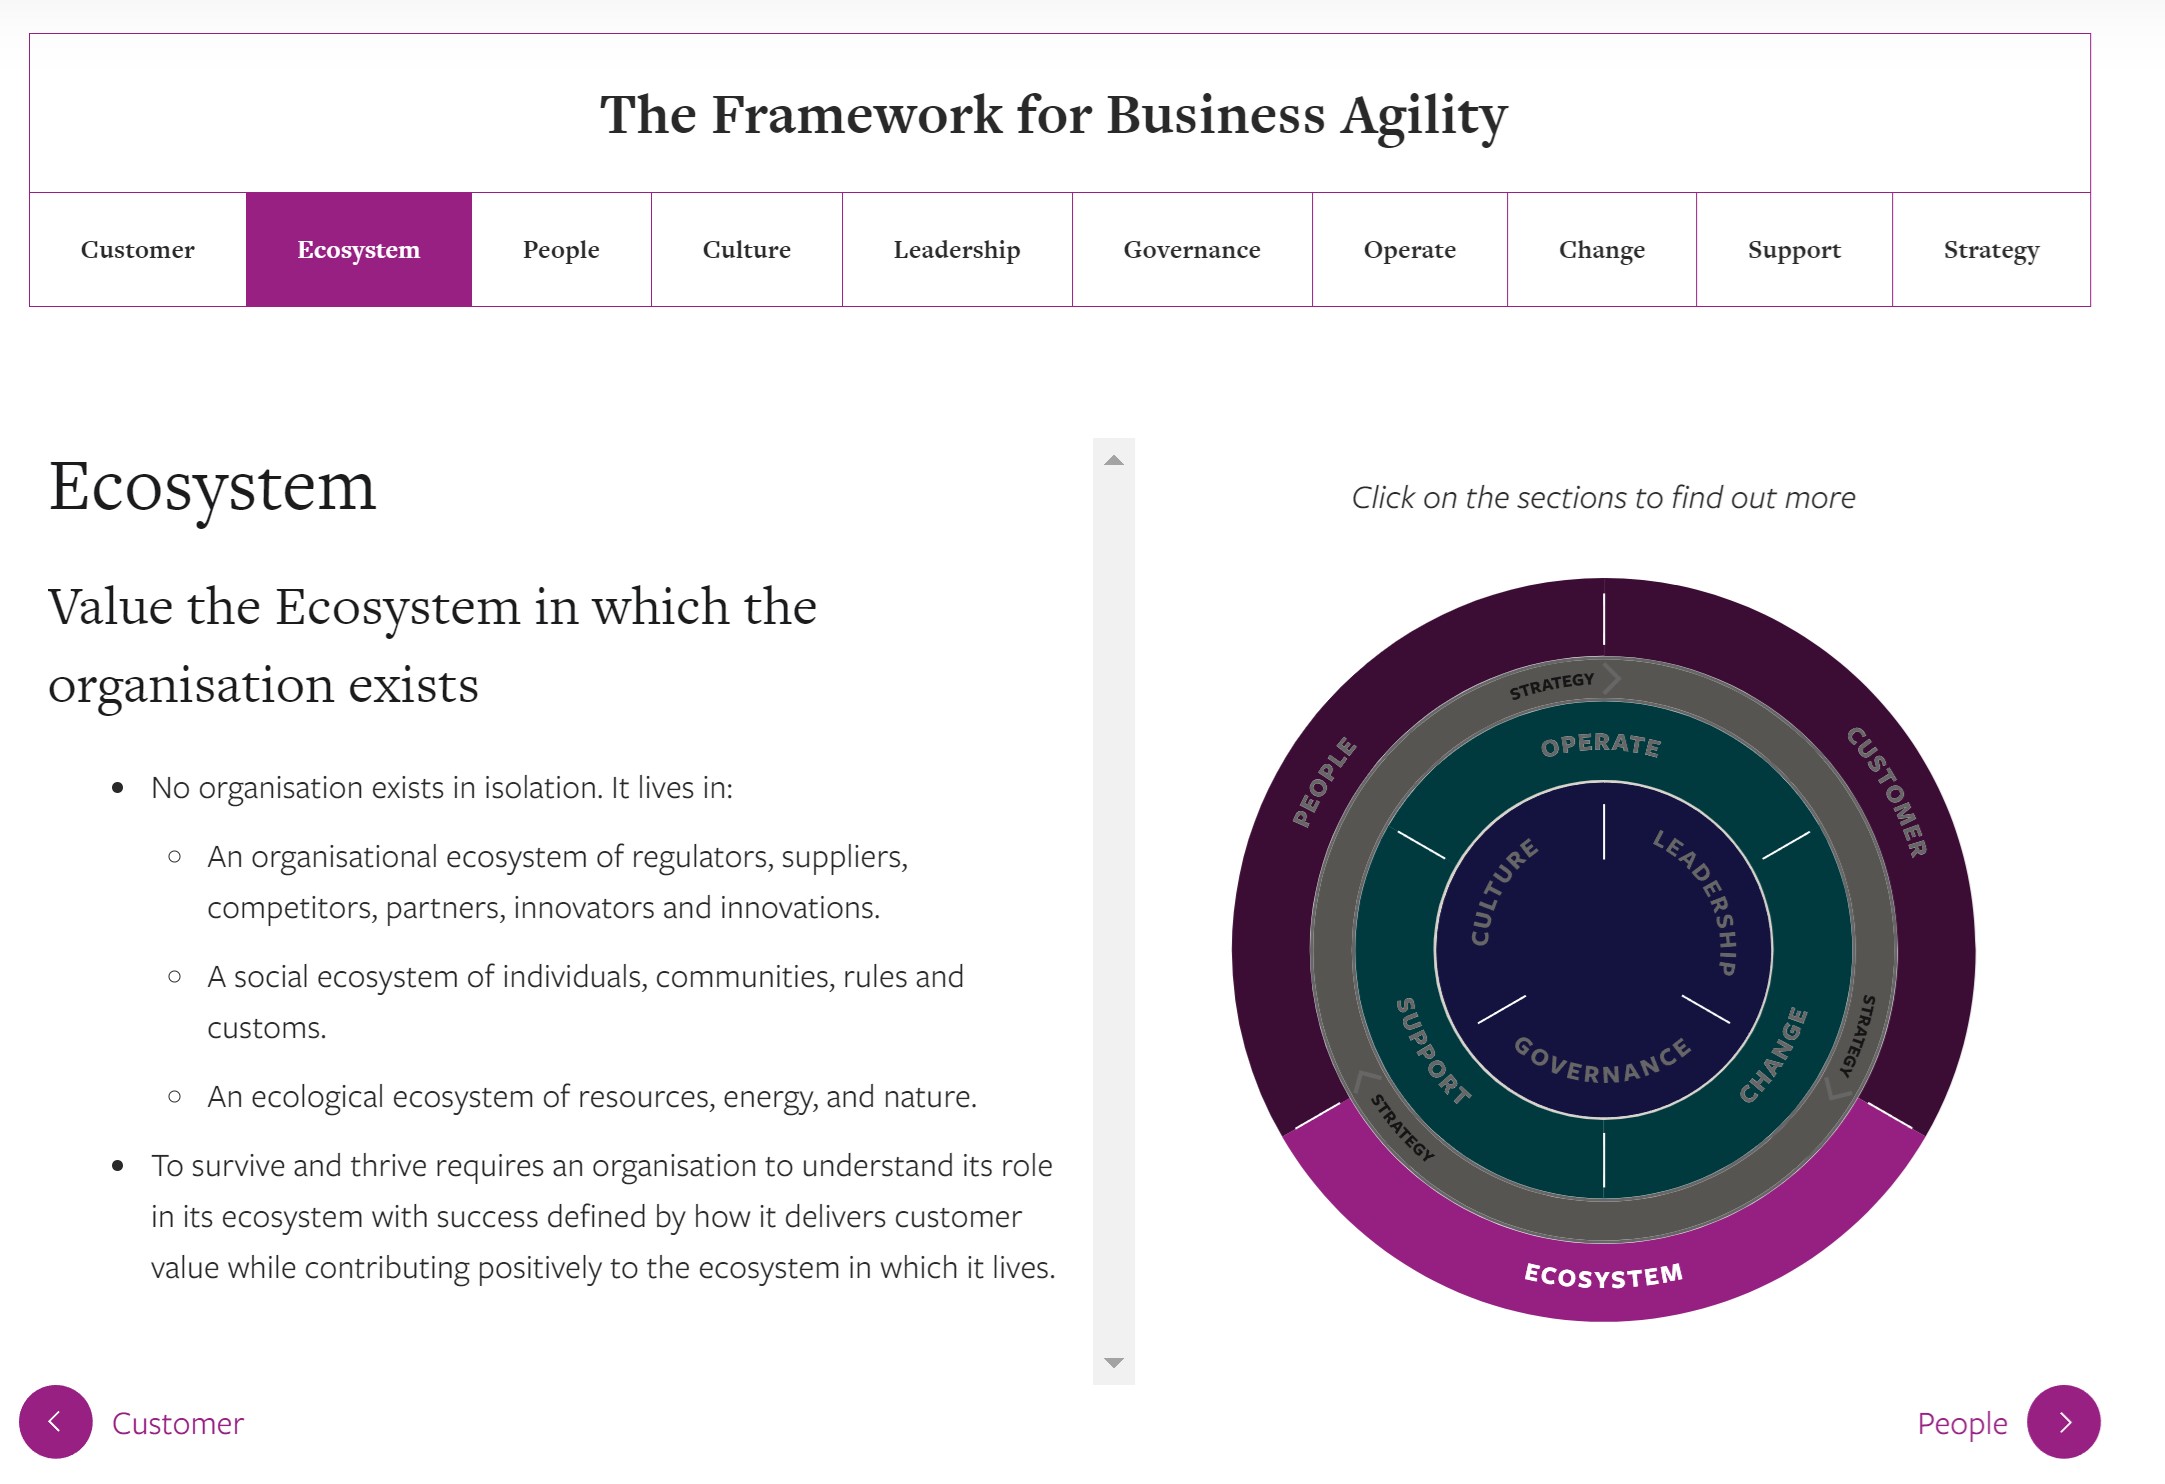 The Framework for Business Agility
Customer
Ecosystem
People
Culture
Leadership
Governance
Operate
Change
Support
Strategy
Ecosystem
Value the Ecosystem in which the
organisation exists
No organisation exists in isolation. It lives in:
An organisational ecosystem of regulators, suppliers,
competitors, partners, innovators and innovations.
A social ecosystem of individuals, communities, rules and
customs.
An ecological ecosystem of resources, energy, and nature.
To survive and thrive requires an organisation to understand its role
in its ecosystem with success defined by how it delivers customer
value while contributing positively to the ecosystem in which it lives.
Click on the sections to find out more
STRATEGY
PEOPLE
CUSTOMER
OPERATE
CULTURE
LEADERSHIP
SUPPORT
GOVERNANCE
CHANGE
STRATEGY
STRATEGY
ECOSYSTEM
Customer
People